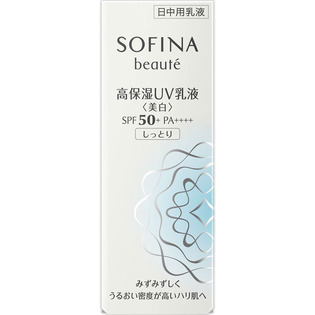 日中用乳液
SOFINA
beauté
高保湿UV乳液
〈美白〉
SPF 50+ PA++++
しっとり
みずみずしく
うるおい密度が高いハリ肌へ